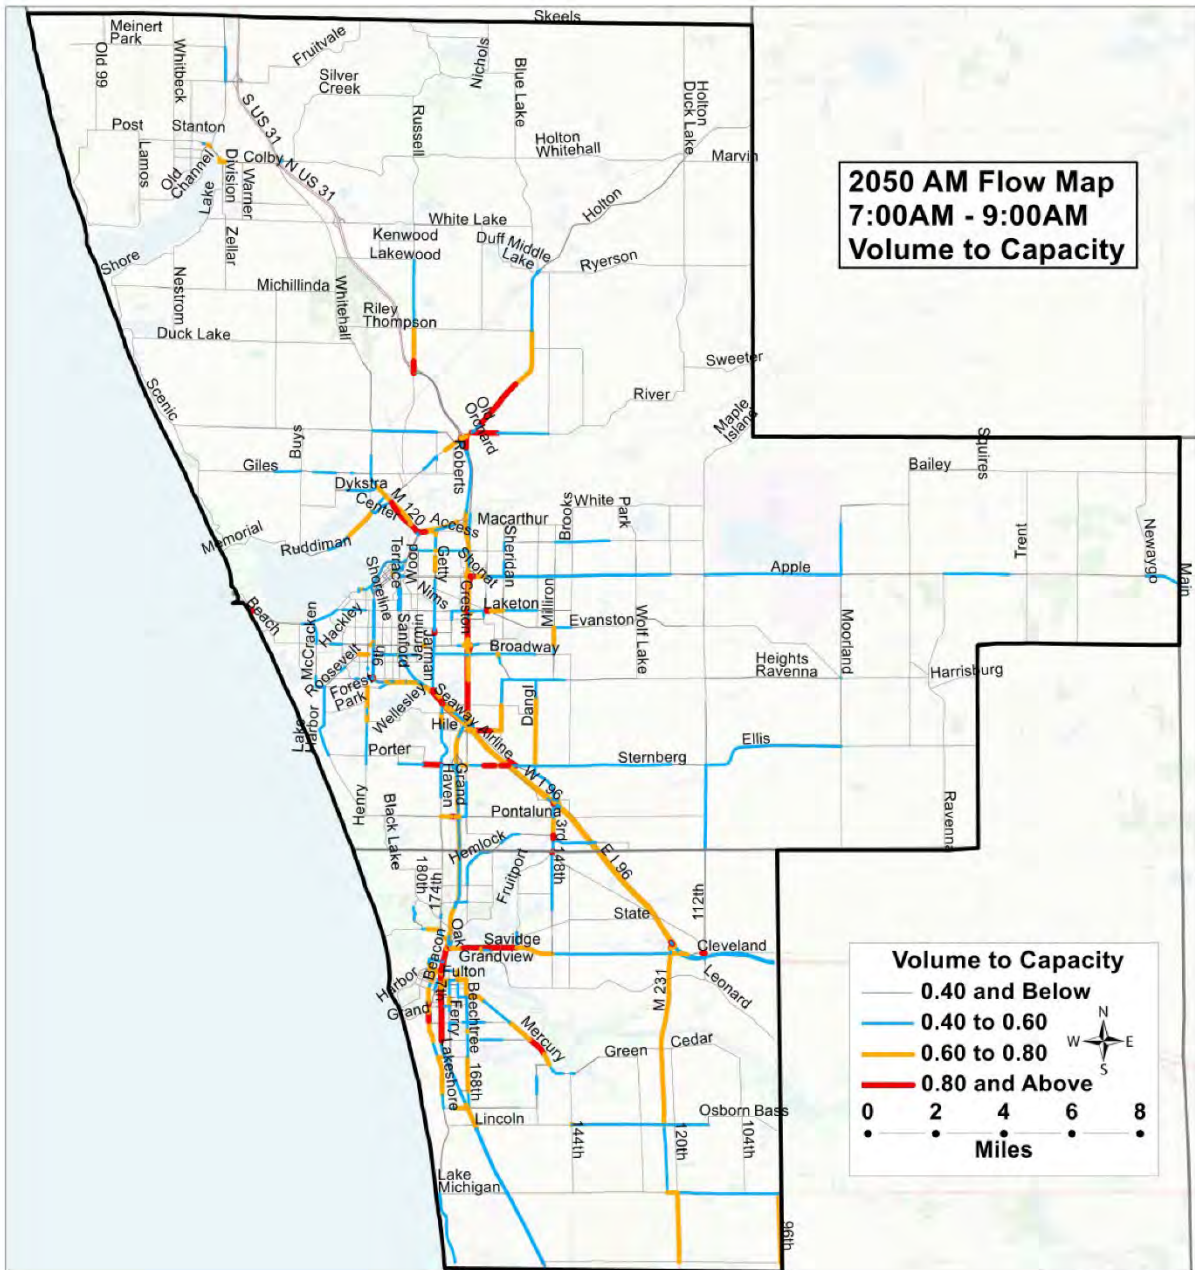 Skeels
Meinert
Park
Old 99
Whitbeck
Fruitvale
Silver
Creek
Nichols
Blue Lake
Russell
Holton
Duck Lake
S US 31
Post
Stanton
Lamos
Old
Channel
Lake
Division
Colby
N US 31
Warner
Holton
Whitehall
Marvin
Holton
White Lake
Kenwood
Lakewood
Duff Middle
Lake
Ryerson
Zellar
Shore
Nestrom
Michillinda
Whitehall
Riley
Thompson
Duck Lake
Sweeter
River
Maple
Island
Scenic
Old
Orchard
Buys
Roberts
Giles
Dykstra
Center
M 120
Access
Macarthur
Brooks
White
Park
Bailey
Squires
Trent
Newaygo
Main
Memorial
Ruddiman
Terrace
Wood
Getty
Shonat
Sheridan
Apple
Shoreline
Nims
Creston
Laketon
Evanston
Wolf Lake
Moorland
Beach
McCracken
Hackley
Sanford
Jarman
Broadway
Heights
Ravenna
Harrisburg
Roosevelt
9th
Forest
Park
Wellesley
Seaway
Airline
Hile
Dangl
Lake
Harbor
Porter
Sternberg
Ellis
Henry
Black Lake
Grand
Haven
W I 96
Pontaluna
3rd
Ravenna
Hemlock
Fruitport
148th
E I 96
180th
174th
112th
State
Oak
Savidge
Grandview
Cleveland
Leonard
Beacon
Harbor
Fulton
Grand
7th
Ferry
Beechtree
M 231
Mercury
Green
Cedar
Lakeshore
168th
Lincoln
Osborn Bass
144th
120th
104th
Lake
Michigan
96th
2050 AM Flow Map
7:00AM - 9:00AM
Volume to Capacity
Volume to Capacity
0.40 and Below
0.40 to 0.60
0.60 to 0.80
0.80 and Above
N
W
E
S
0 2 4 6 8
Miles